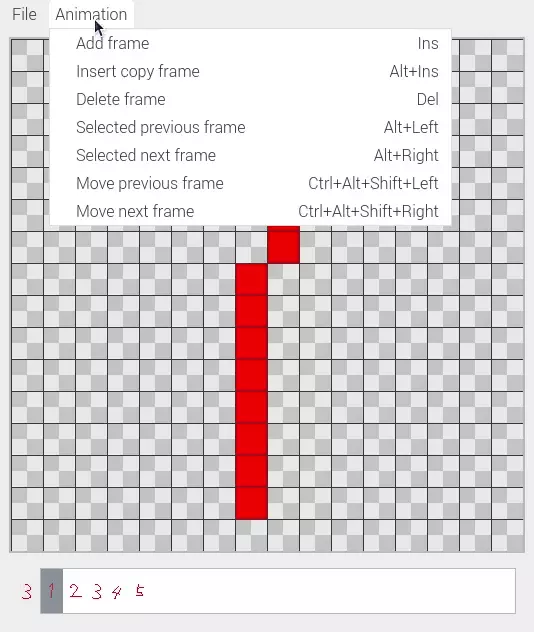 File Animation
Add frame Ins
Insert copy frame Alt+Ins
Delete frame Del
Selected previous frame Alt+Left
Selected next frame Alt+Right
Move previous frame Ctrl+Alt+Shift+Left
Move next frame Ctrl+Alt+Shift+Right
3 1 2 3 4 5